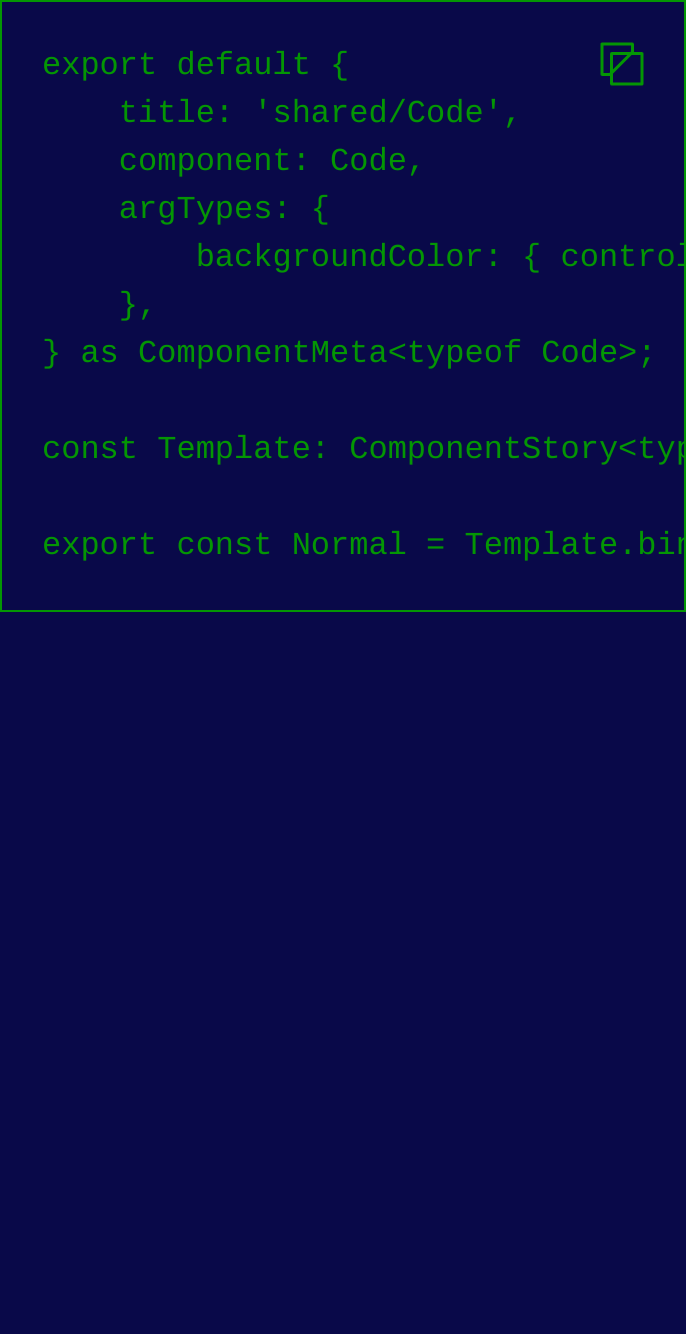 export default {
    title: 'shared/Code',
    component: Code,
    argTypes: {
        backgroundColor: { control
    },
} as ComponentMeta<typeof Code>;

const Template: ComponentStory<typ

export const Normal = Template.bin